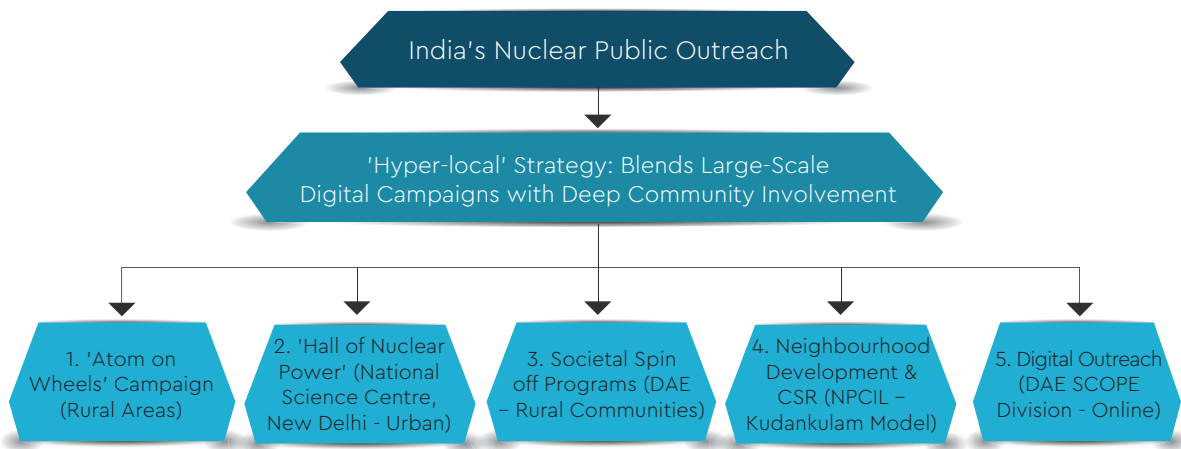 India's Nuclear Public Outreach
'Hyper-local' Strategy: Blends Large-Scale
Digital Campaigns with Deep Community Involvement
1. 'Atom on
Wheels' Campaign
(Rural Areas)
2. 'Hall of Nuclear
Power' (National
Science Centre,
New Delhi - Urban)
3. Societal Spin
off Programs (DAE
– Rural Communities)
4. Neighbourhood
Development &
CSR (NPCIL –
Kudankulam Model)
5. Digital Outreach
(DAE SCOPE
Division - Online)